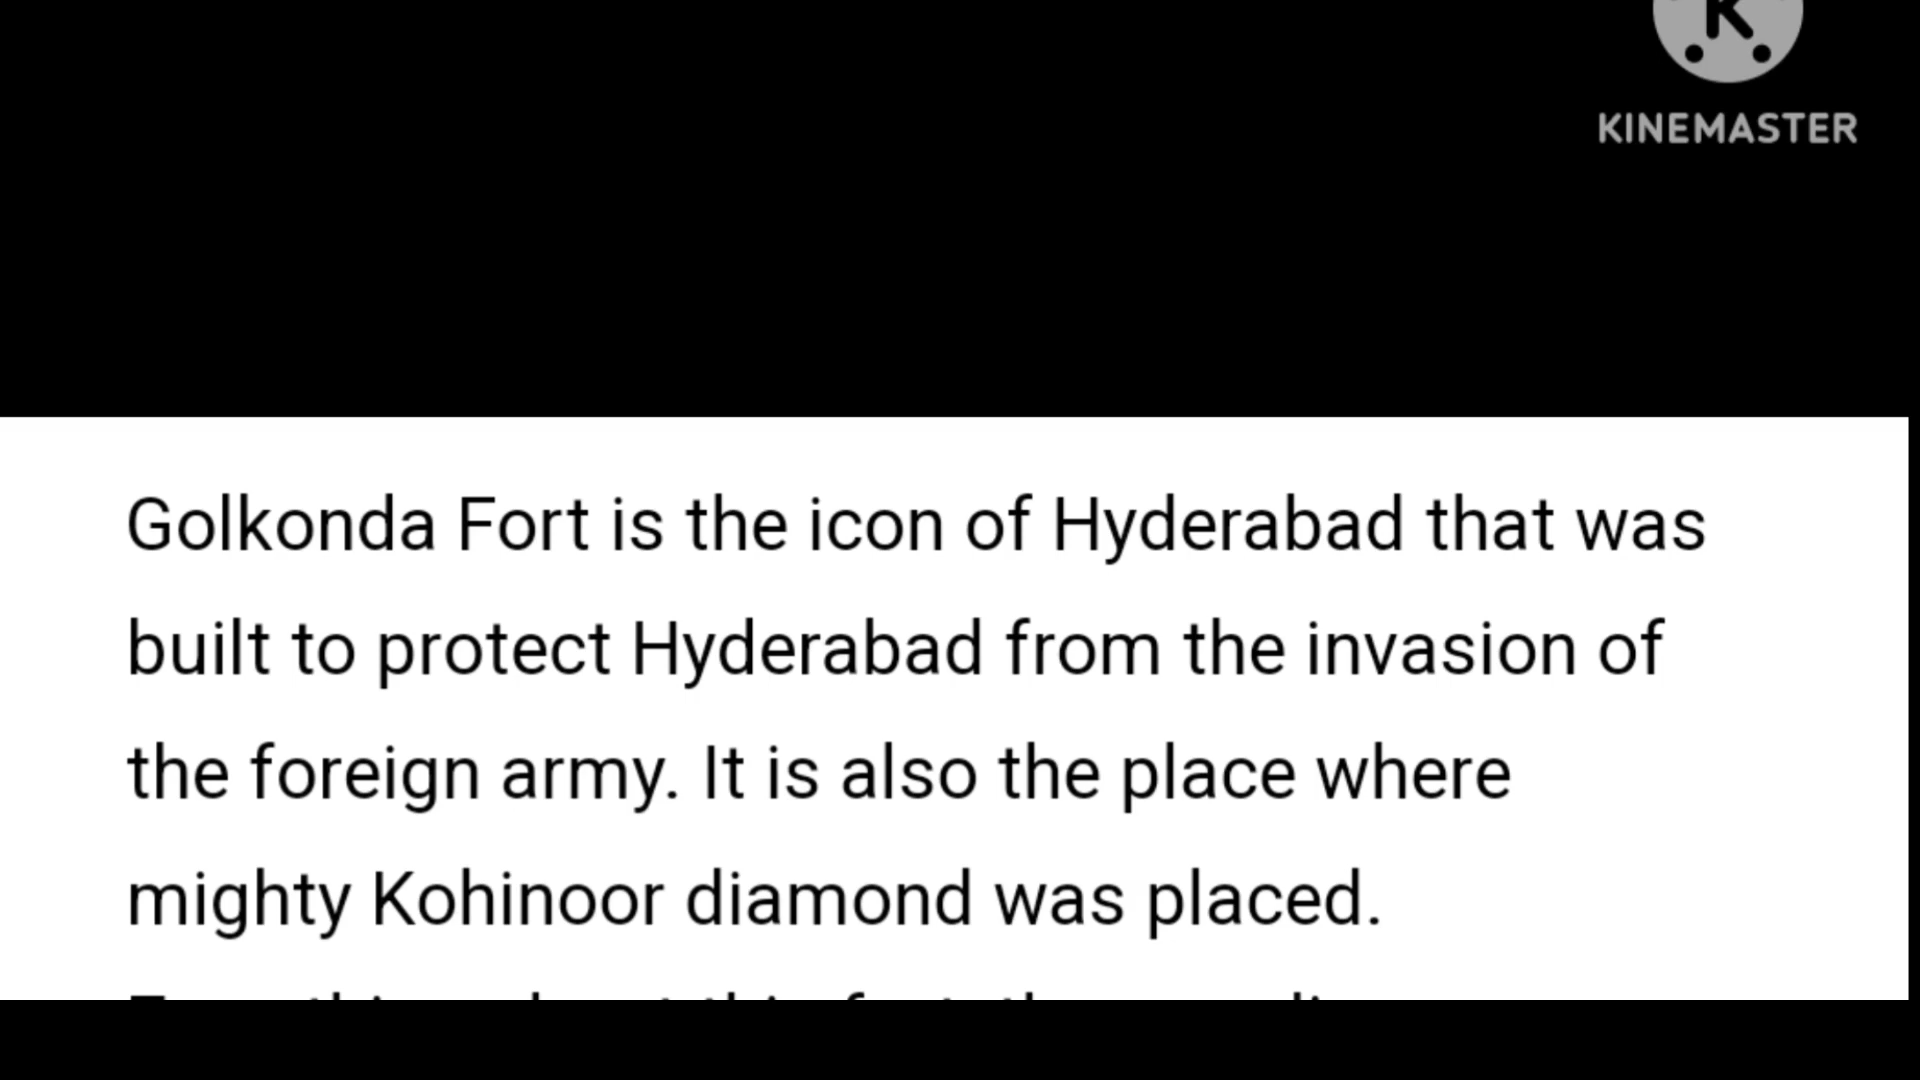 K
KINEMASTER
Golkonda Fort is the icon of Hyderabad that was
built to protect Hyderabad from the invasion of
the foreign army. It is also the place where
mighty Kohinoor diamond was placed.